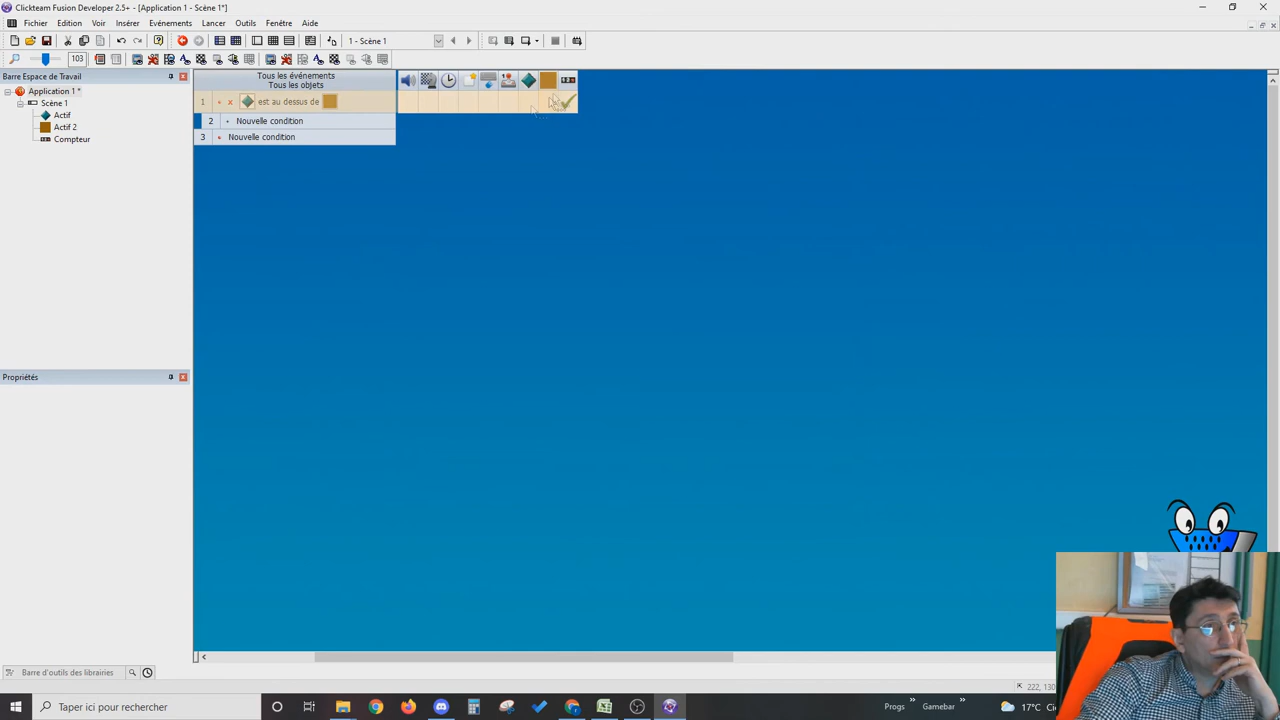 Clickteam Fusion Developer 2.5+ - [Application 1 - Scène 1*]
Fichier Edition Voir Insérer Evénements Lancer Outils Fenêtre Aide
1 - Scène 1
103
Barre Espace de Travail
Application 1 *
Scène 1
Actif
Actif 2
Compteur
Tous les événements
Tous les objets
1 x est au dessus de
2 + Nouvelle condition
3 Nouvelle condition
Propriétés
Barre d'outils des librairies
222, 130
Taper ici pour rechercher
Progs » Gamebar » 17°C